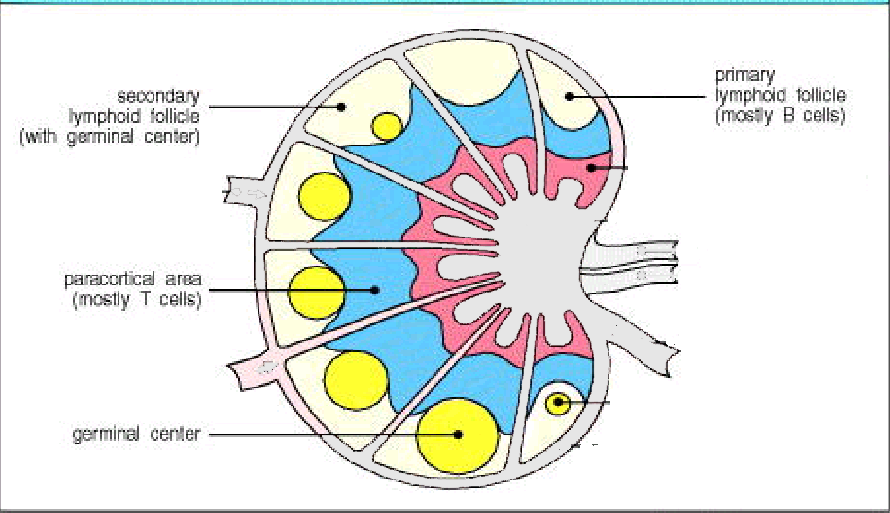 secondary
lymphoid follicle
(with germinal center)
primary
lymphoid follicle
(mostly B cells)
paracortical area
(mostly T cells)
germinal center